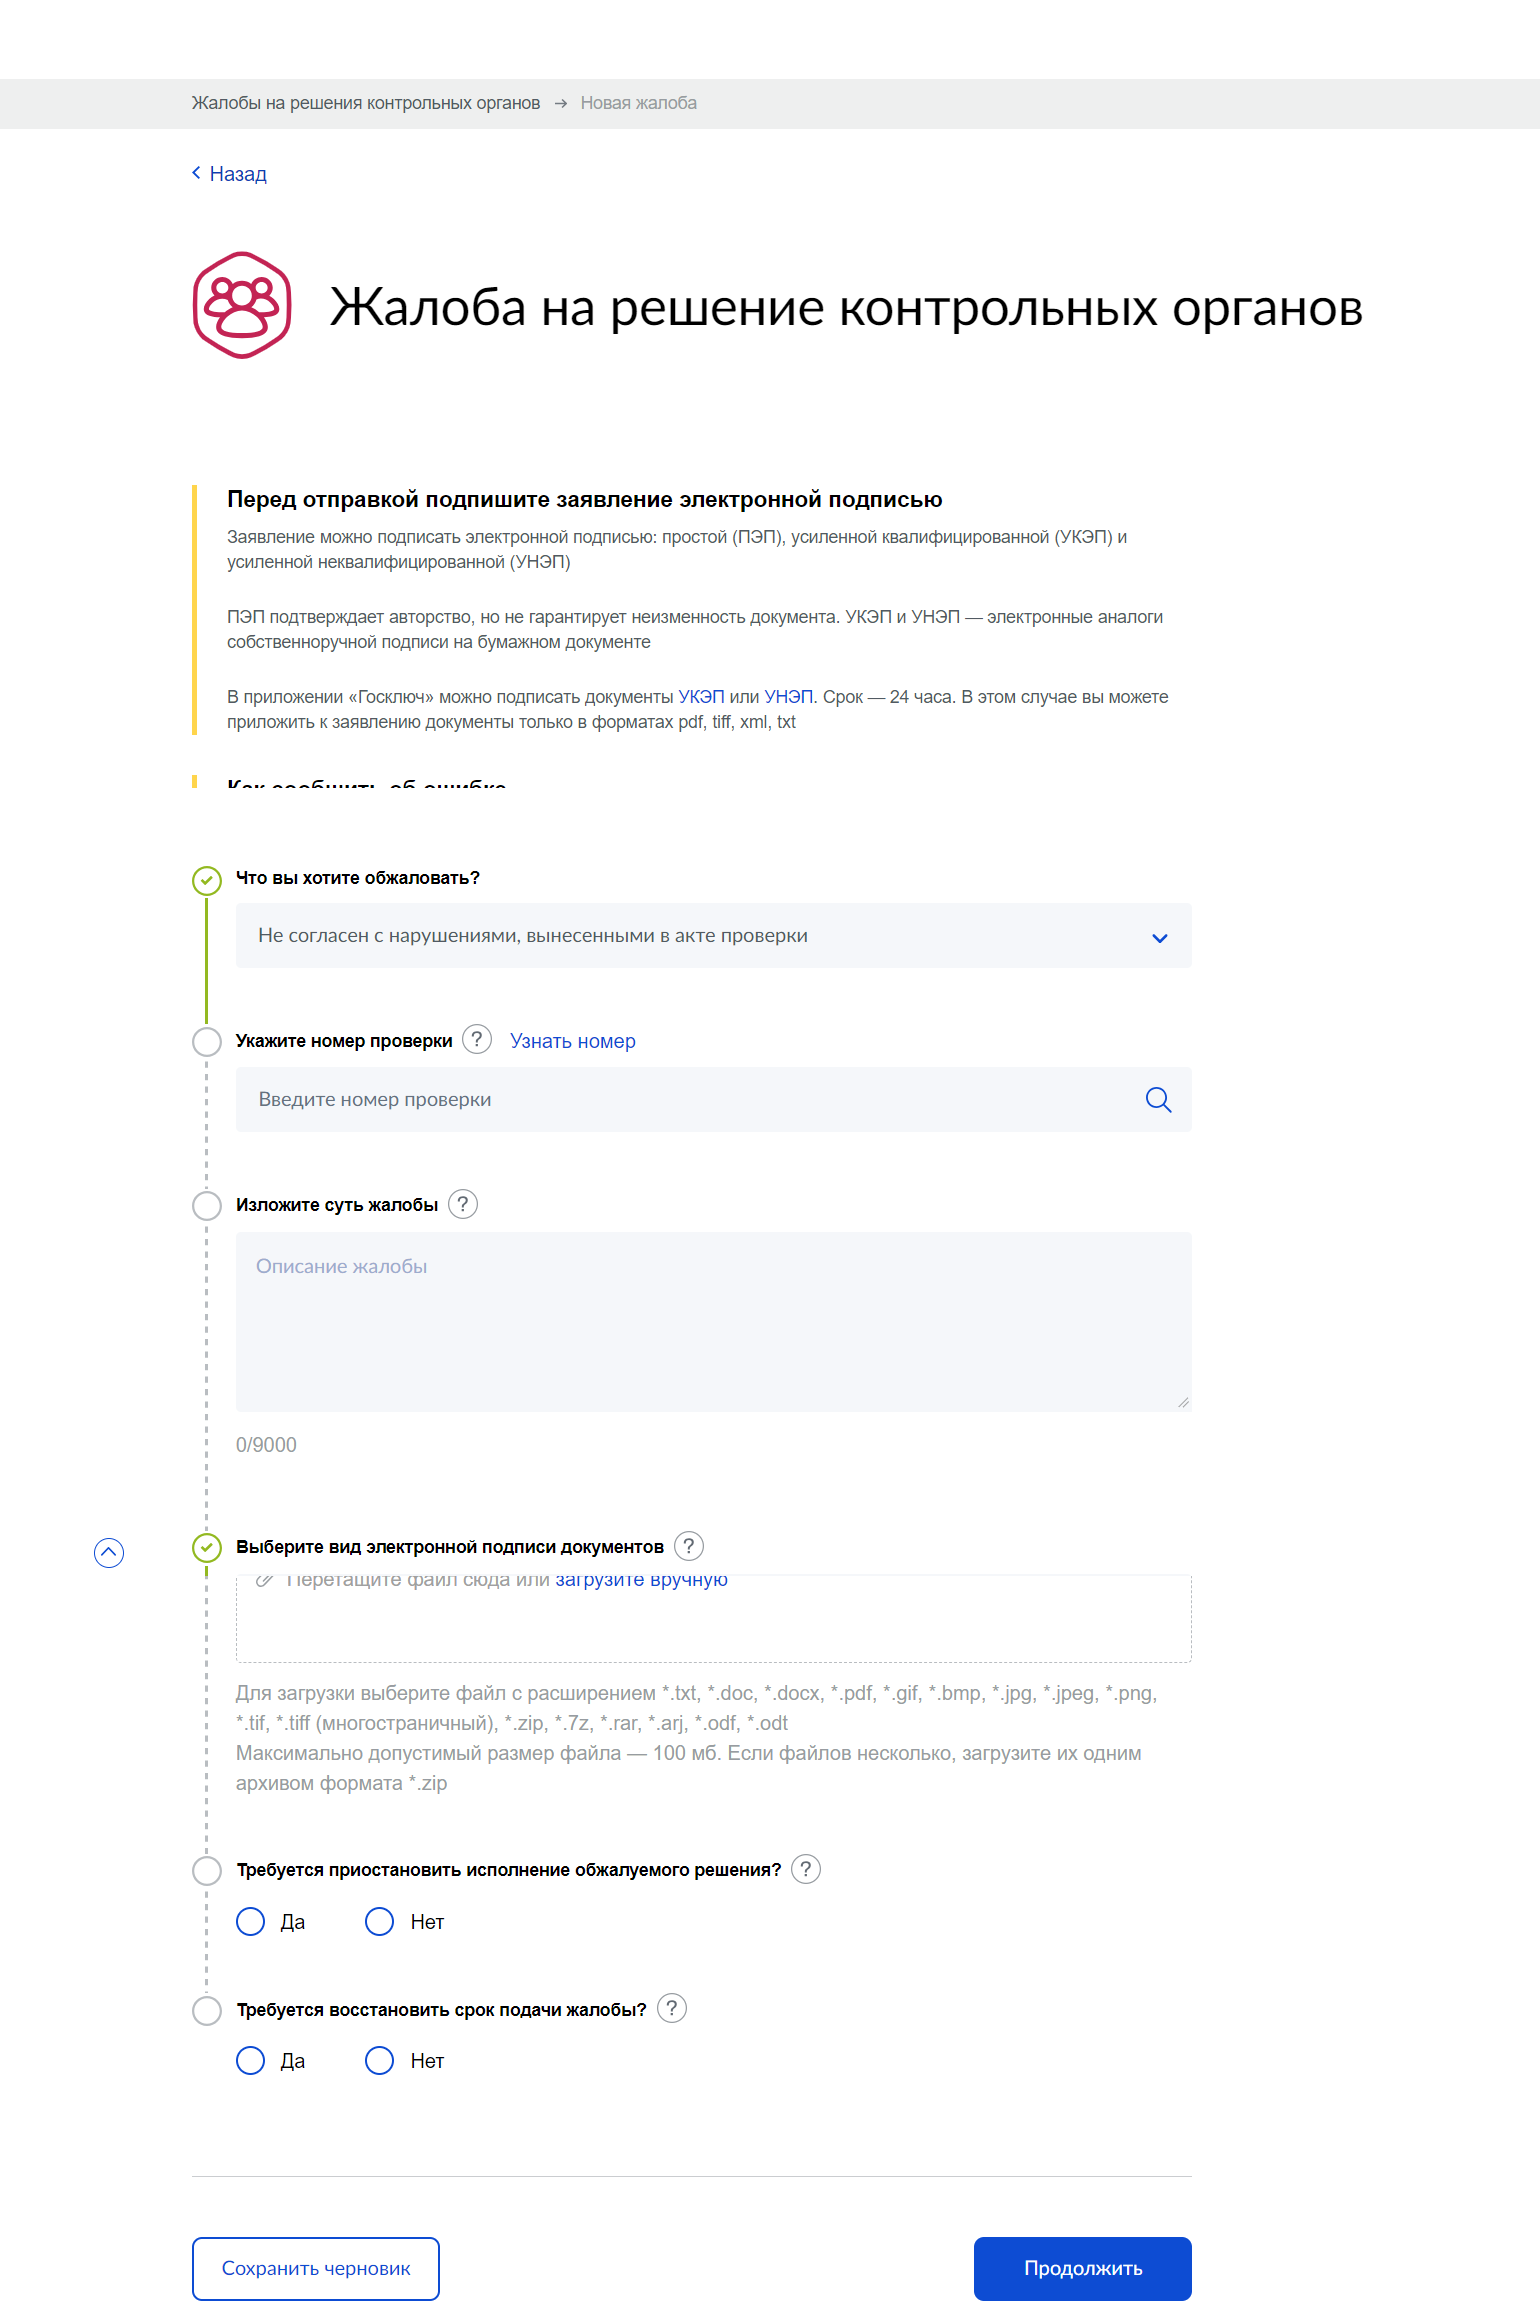 Жалобы на решения контрольных органов → Новая жалоба
Назад
Жалоба на решение контрольных органов
Перед отправкой подпишите заявление электронной подписью
Заявление можно подписать электронной подписью: простой (ПЭП), усиленной квалифицированной (УКЭП) и
усиленной неквалифицированной (УНЭП)
ПЭП подтверждает авторство, но не гарантирует неизменность документа. УКЭП и УНЭП — электронные аналоги
собственноручной подписи на бумажном документе
В приложении «Госключ» можно подписать документы УКЭП или УНЭП. Срок — 24 часа. В этом случае вы можете
приложить к заявлению документы только в форматах pdf, tiff, xml, txt
Как сообщить об ошибке
Что вы хотите обжаловать?
Не согласен с нарушениями, вынесенными в акте проверки
Укажите номер проверки ? Узнать номер
Введите номер проверки
Изложите суть жалобы ?
Описание жалобы
0/9000
Выберите вид электронной подписи документов ?
Перетащите файл сюда или загрузите вручную
Для загрузки выберите файл с расширением *.txt, *.doc, *.docx, *.pdf, *.gif, *.bmp, *.jpg, *.jpeg, *.png,
*.tif, *.tiff (многостраничный), *.zip, *.7z, *.rar, *.arj, *.odf, *.odt
Максимально допустимый размер файла — 100 мб. Если файлов несколько, загрузите их одним
архивом формата *.zip
Требуется приостановить исполнение обжалуемого решения? ?
Да Нет
Требуется восстановить срок подачи жалобы? ?
Да Нет
Сохранить черновик Продолжить